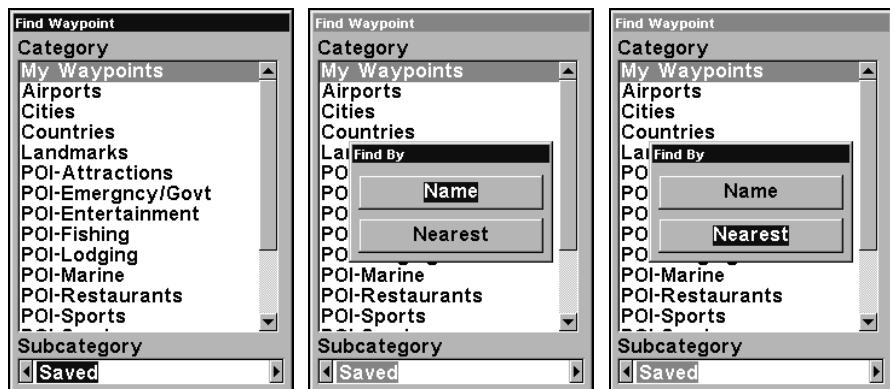 Find Waypoint
Category
My Waypoints
Airports
Cities
Countries
Landmarks
POI-Attractions
POI-Emergncy/Govt
POI-Entertainment
POI-Fishing
POI-Lodging
POI-Marine
POI-Restaurants
POI-Sports
Subcategory
Saved
Find Waypoint
Category
My Waypoints
Airports
Cities
Countries
Find By
Name
Nearest
POI-Marine
POI-Restaurants
POI-Sports
Subcategory
Saved
Find Waypoint
Category
My Waypoints
Airports
Cities
Countries
Find By
Name
Nearest
POI-Marine
POI-Restaurants
POI-Sports
Subcategory
Saved